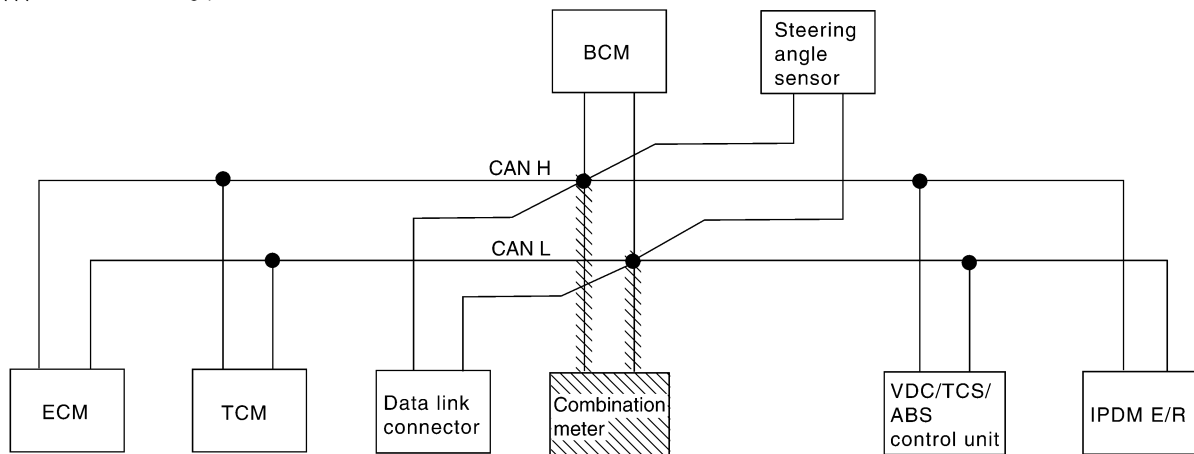 BCM
Steering
angle
sensor
CAN H
CAN L
ECM
TCM
Data link
connector
Combination
meter
VDC/TCS/
ABS
control unit
IPDM E/R